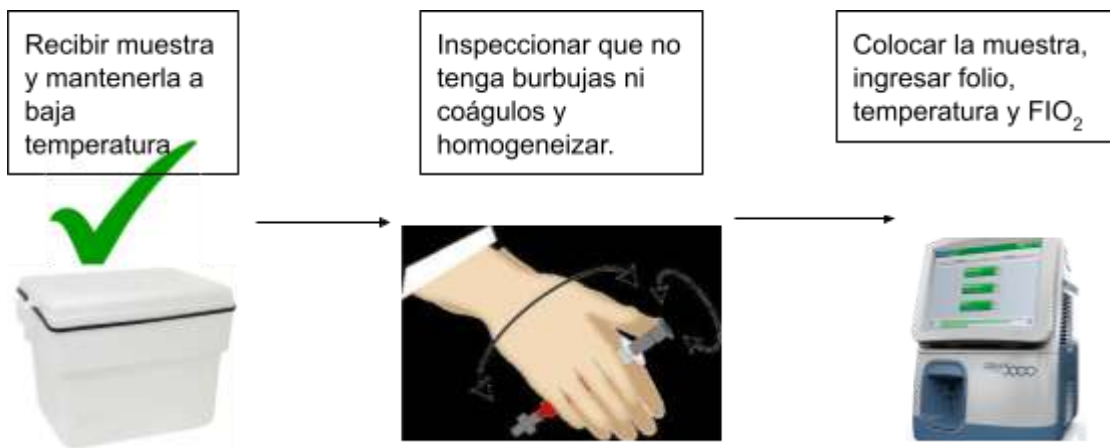 Recibir muestra
y mantenerla a
baja
temperatura
Inspeccionar que no
tenga burbujas ni
coágulos y
homogeneizar.
Colocar la muestra,
ingresar folio,
temperatura y FIO₂